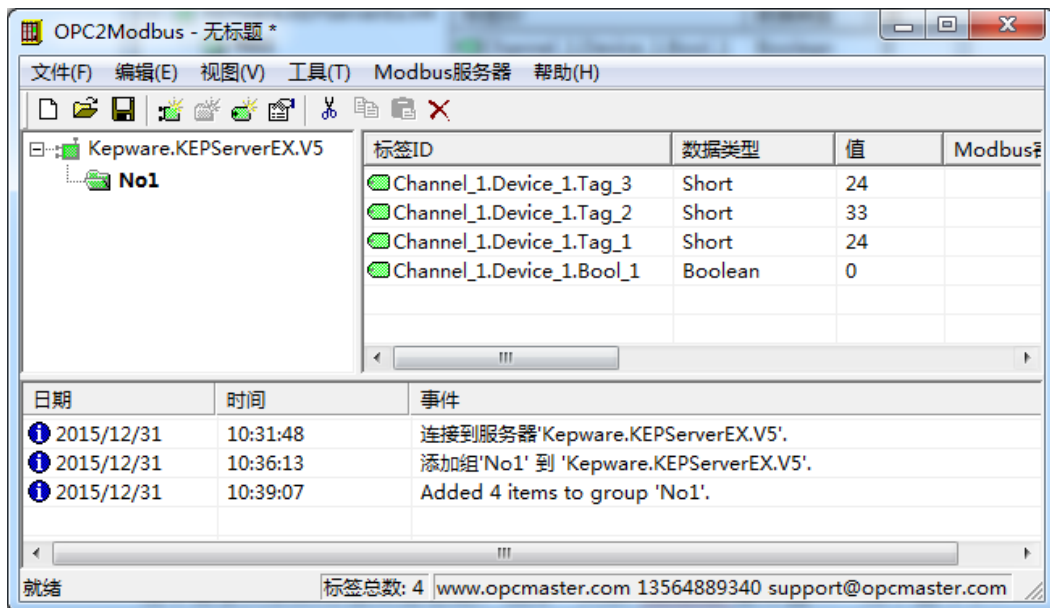 OPC2Modbus - 无标题 *
文件(F) 编辑(E) 视图(V) 工具(T) Modbus服务器 帮助(H)
Kepware.KEPServerEX.V5
No1
标签ID 数据类型 值 Modbus
Channel_1.Device_1.Tag_3 Short 24
Channel_1.Device_1.Tag_2 Short 33
Channel_1.Device_1.Tag_1 Short 24
Channel_1.Device_1.Bool_1 Boolean 0
日期 时间 事件
2015/12/31 10:31:48 连接到服务器'Kepware.KEPServerEX.V5'.
2015/12/31 10:36:13 添加组'No1' 到 'Kepware.KEPServerEX.V5'.
2015/12/31 10:39:07 Added 4 items to group 'No1'.
就绪 标签总数: 4 www.opcmaster.com 13564889340 support@opcmaster.com